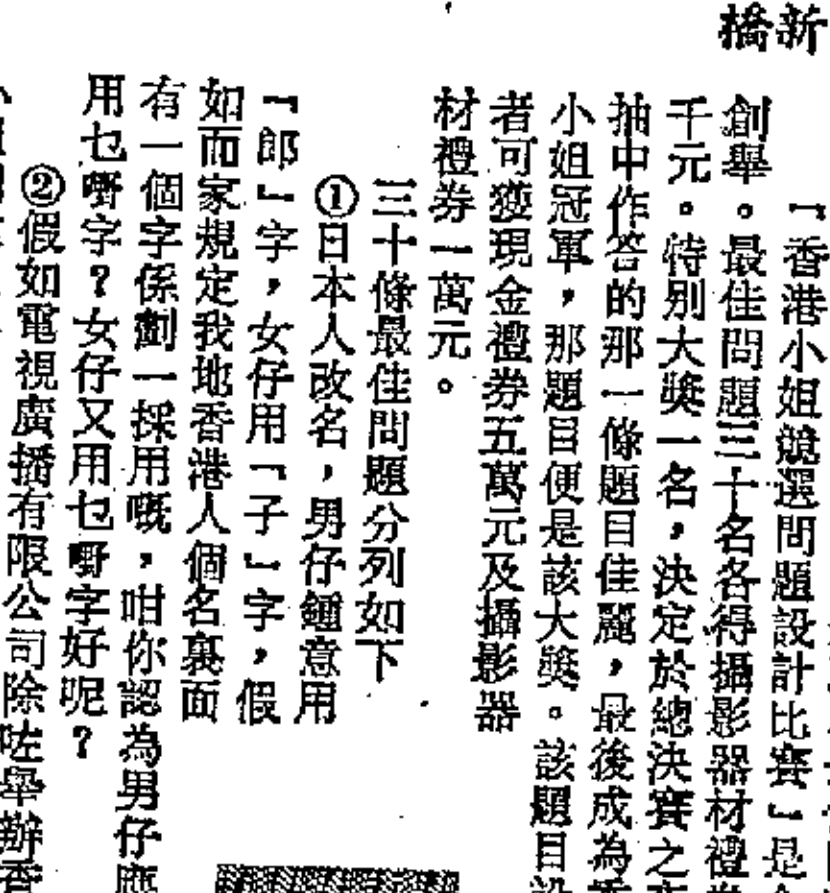 新
橋
『香港小姐競選問題設計比賽』是
創舉。最佳問題三十名各得攝影器材禮
千元。特別大獎一名，決定於總決賽之
抽中作答的那一條題目佳麗，最後成為
小姐冠軍，那題目便是該大獎。該題目設
者可獲現金禮券五萬元及攝影器
材禮券一萬元。
三十條最佳問題分列如下
①日本人改名，男仔鍾意用
『郎』字，女仔用『子』字，假
如而家規定我地香港人個名裏面
有一個字係劃一採用嘅，咁你認為男仔應
用乜嘢字？女仔又用乜嘢字好呢？
②假如電視廣播有限公司除咗舉辦香